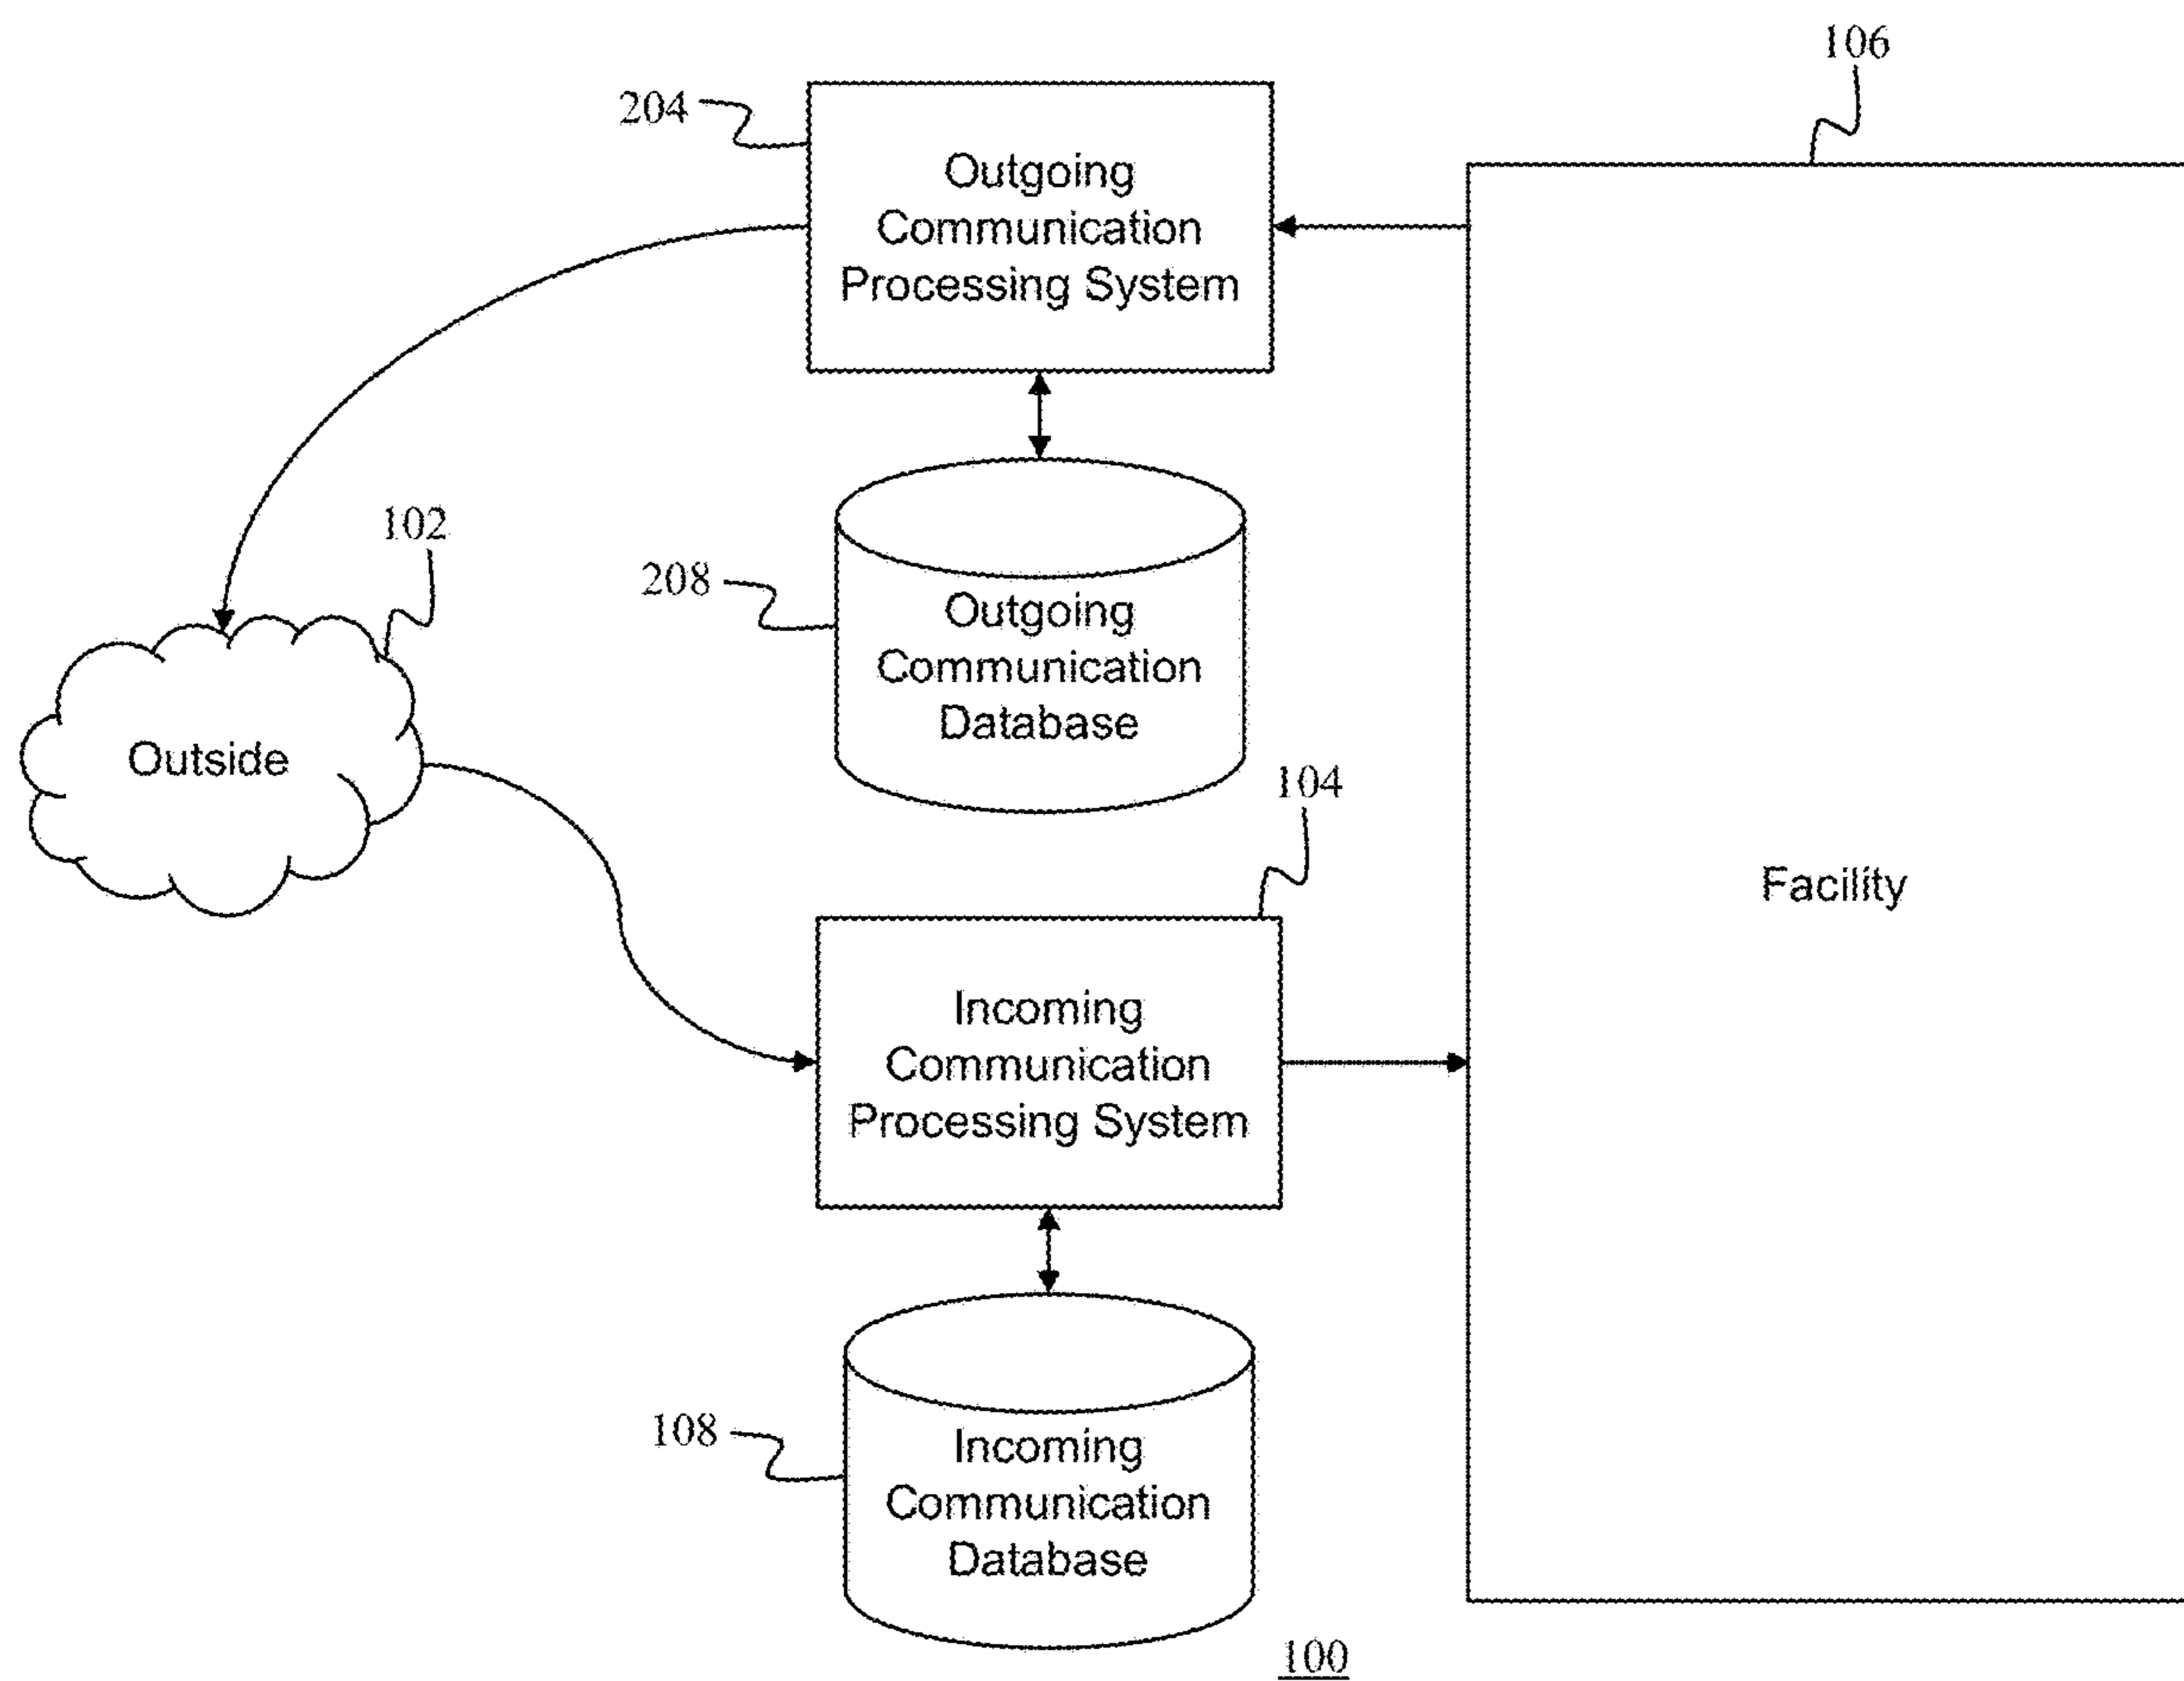 106
204
Outgoing
Communication
Processing System
102
208
Outgoing
Communication
Database
Outside
104
Facility
Incoming
Communication
Processing System
108
Incoming
Communication
Database
100